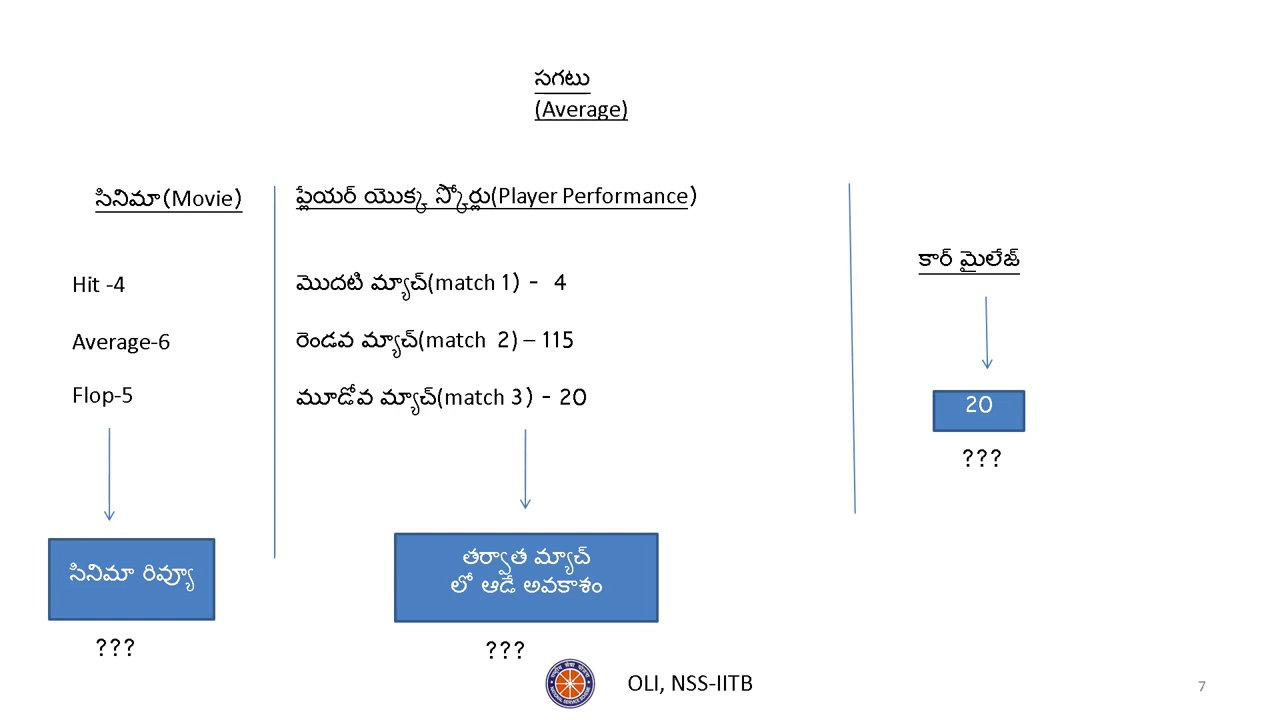 సగటు
(Average)
సినిమా(Movie)
Hit -4
Average-6
Flop-5
సినిమా రివ్యూ
???
ప్లేయర్ యొక్క స్కోర్లు(Player Performance)
మొదటి మ్యాచ్(match 1) - 4
రెండవ మ్యాచ్(match 2) – 115
మూడోవ మ్యాచ్(match 3) - 20
తర్వాత మ్యాచ్
లో ఆడే అవకాశం
???
కార్ మైలేజ్
20
???
OLI, NSS-IITB
7